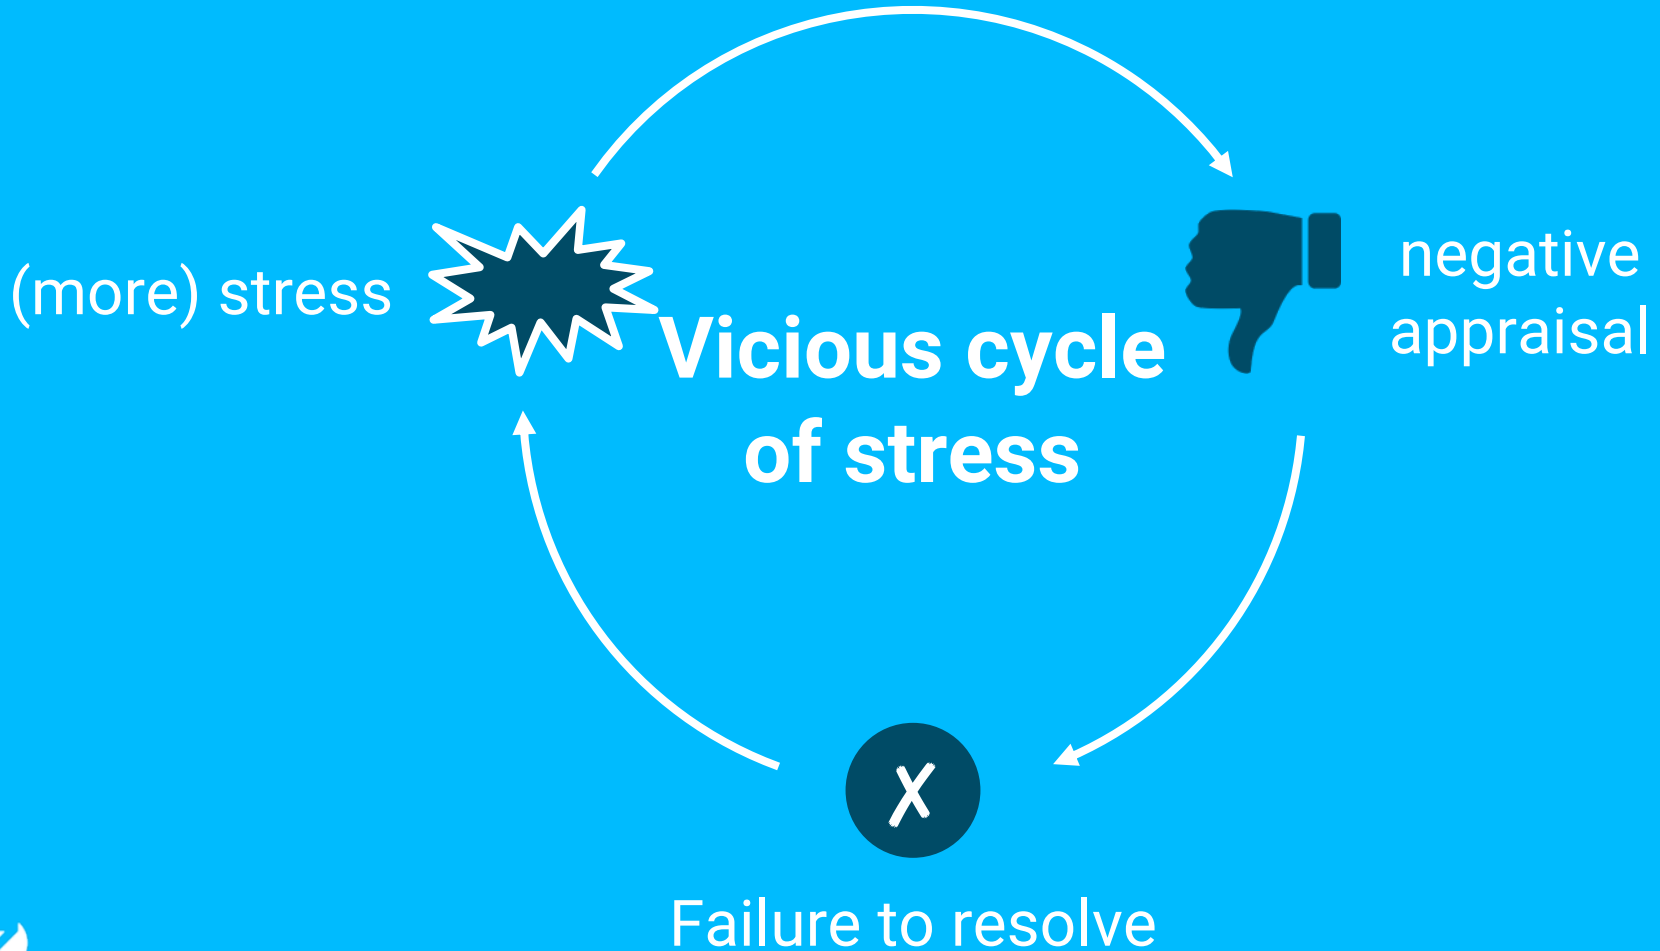 (more) stress
Vicious cycle
of stress
negative
appraisal
✗
Failure to resolve